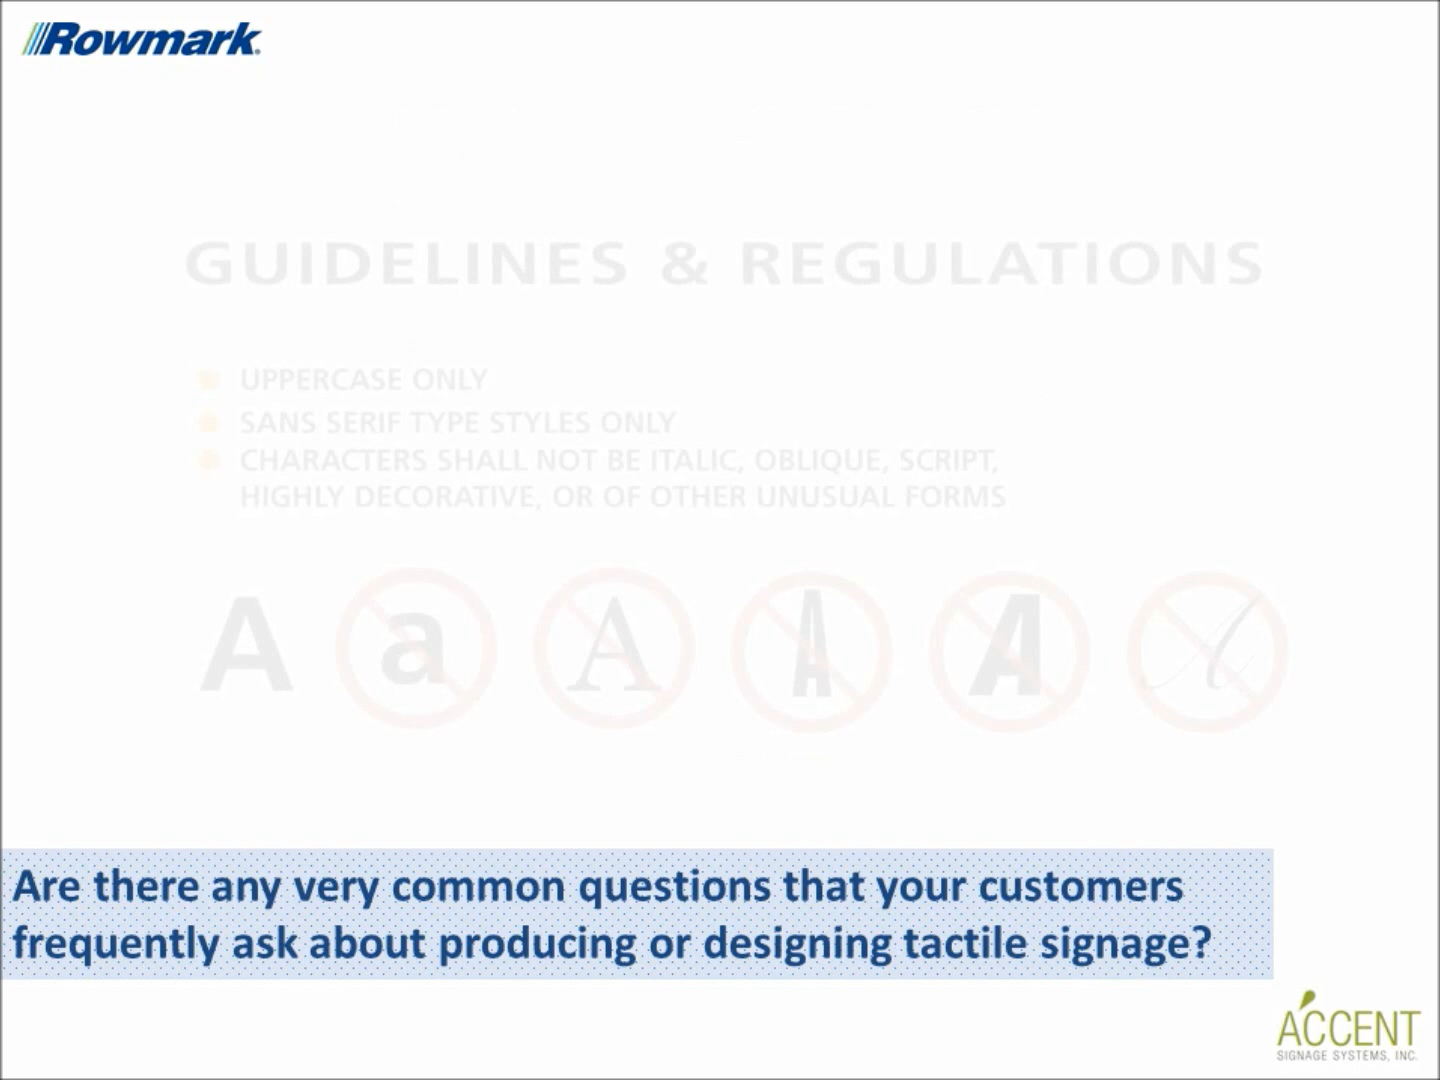 Rowmark
GUIDELINES & REGULATIONS
UPPERCASE ONLY
SANS SERIF TYPE STYLES ONLY
CHARACTERS SHALL NOT BE ITALIC, OBLIQUE, SCRIPT,
HIGHLY DECORATIVE, OR OF OTHER UNUSUAL FORMS
A a A A A A
Are there any very common questions that your customers
frequently ask about producing or designing tactile signage?
ACCENT
SIGNAGE SYSTEMS, INC.